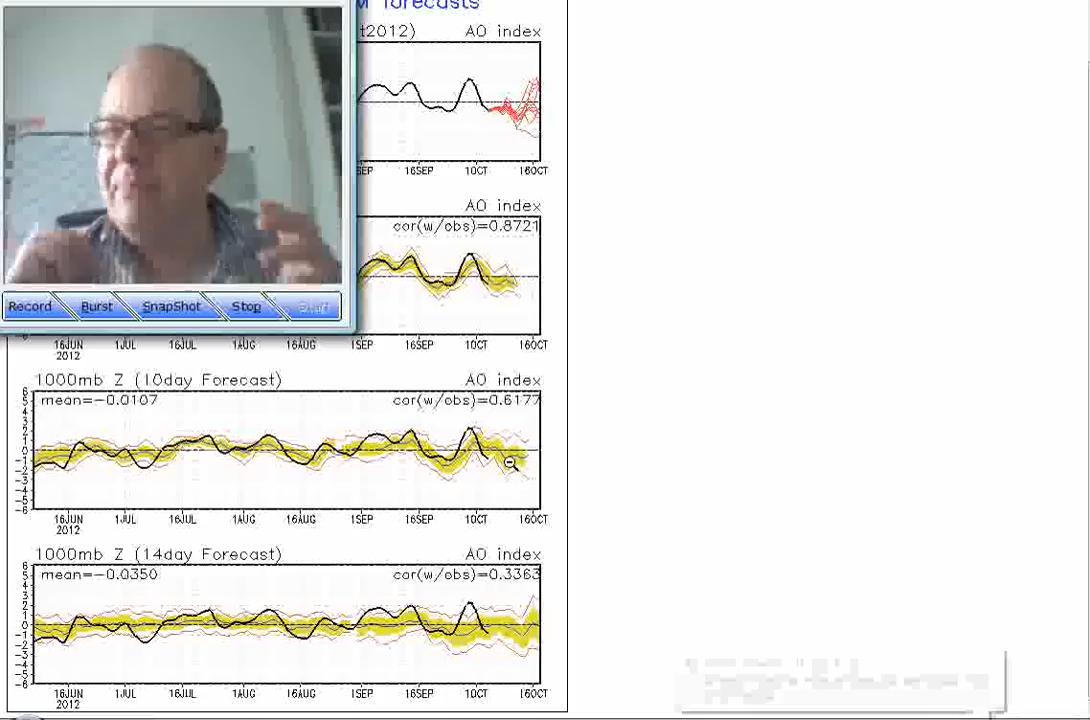 forecasts
t2012) AO index
SEP 16SEP 1OCT 16OCT
AO index
cor(w/obs)=0.8721
Record Burst SnapShot Stop
16JUN 1JUL 16JUL 1AUG 16AUG 1SEP 16SEP 1OCT 16OCT
2012
1000mb Z (10day Forecast) AO index
mean=-0.0107 cor(w/obs)=0.6177
6
5
4
3
2
1
0
-1
-2
-3
-4
-5
-6
16JUN 1JUL 16JUL 1AUG 16AUG 1SEP 16SEP 1OCT 16OCT
2012
1000mb Z (14day Forecast) AO index
mean=-0.0350 cor(w/obs)=0.3363
6
5
4
3
2
1
0
-1
-2
-3
-4
-5
-6
16JUN 1JUL 16JUL 1AUG 16AUG 1SEP 16SEP 1OCT 16OCT
2012